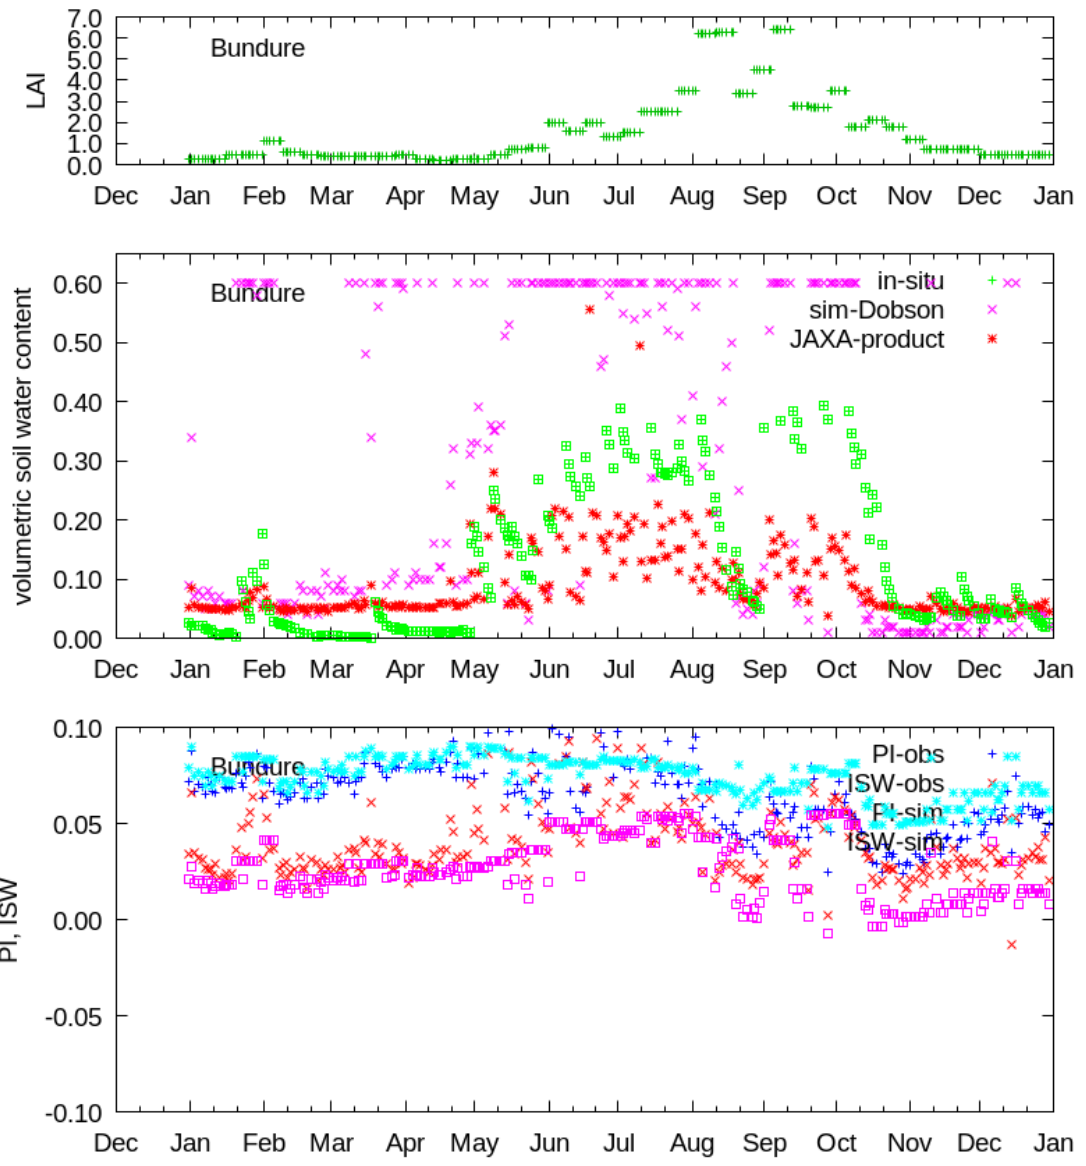 7.0
6.0
5.0
4.0
3.0
2.0
1.0
0.0
LAI
Bundure
Dec Jan Feb Mar Apr May Jun Jul Aug Sep Oct Nov Dec Jan
0.60
0.50
0.40
0.30
0.20
0.10
0.00
volumetric soil water content
Bundure
in-situ
sim-Dobson
JAXA-product
Dec Jan Feb Mar Apr May Jun Jul Aug Sep Oct Nov Dec Jan
0.10
0.05
0.00
-0.05
-0.10
PI, ISW
Bundure
PI-obs
ISW-obs
PI-sim
ISW-sim
Dec Jan Feb Mar Apr May Jun Jul Aug Sep Oct Nov Dec Jan